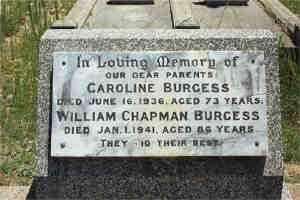 In Loving Memory of
OUR DEAR PARENTS
CAROLINE BURGESS
DIED JUNE 16, 1936, AGED 73 YEARS.
WILLIAM CHAPMAN BURGESS
DIED JAN. 1, 1941, AGED 86 YEARS
THEY DID THEIR BEST